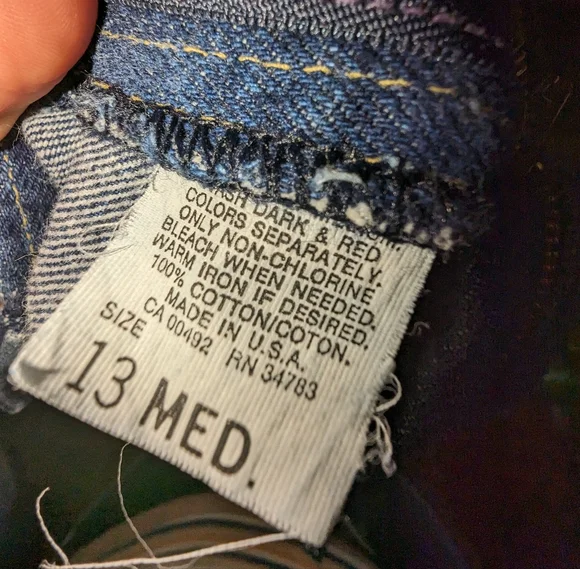 DARK & RED
COLORS SEPARATELY.
ONLY NON-CHLORINE
BLEACH WHEN NEEDED.
WARM IRON IF DESIRED.
100% COTTON/COTON.
MADE IN U.S.A.
CA 00492 RN 34783
SIZE
13 MED.